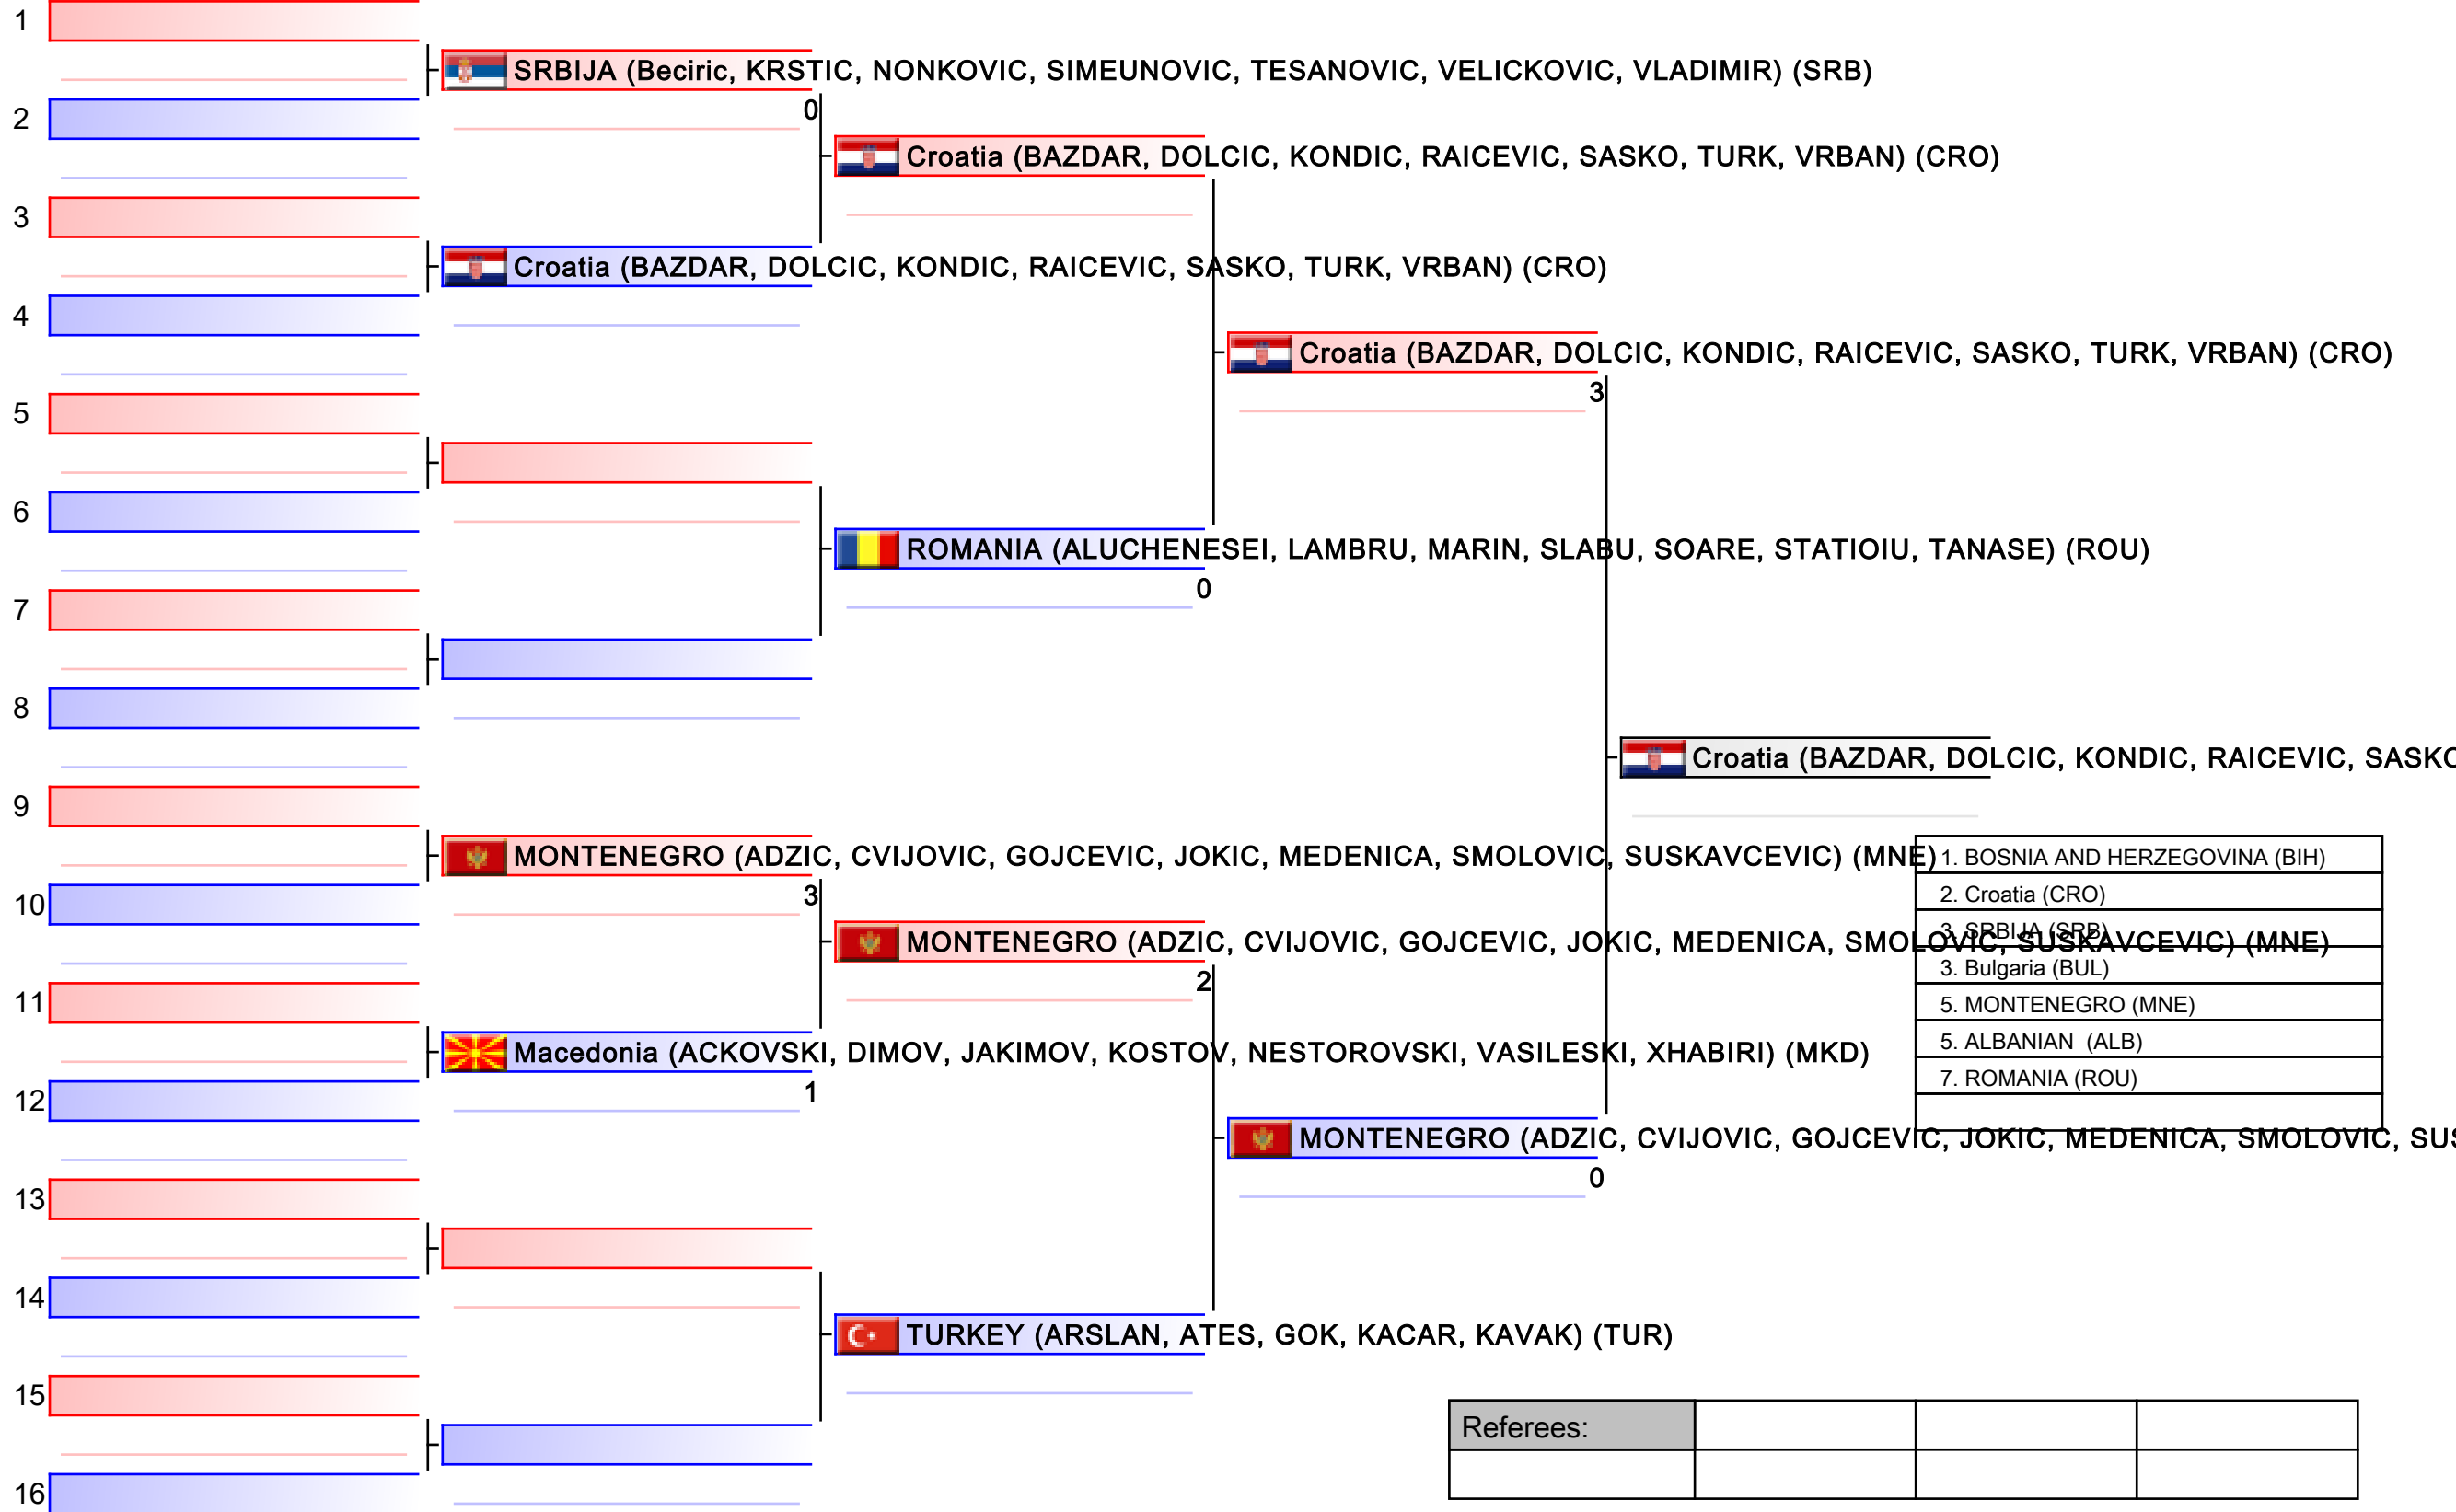 1
SRBIJA (Beciric, KRSTIC, NONKOVIC, SIMEUNOVIC, TESANOVIC, VELICKOVIC, VLADIMIR) (SRB)
0
2
Croatia (BAZDAR, DOLCIC, KONDIC, RAICEVIC, SASKO, TURK, VRBAN) (CRO)
3
Croatia (BAZDAR, DOLCIC, KONDIC, RAICEVIC, SASKO, TURK, VRBAN) (CRO)
4
Croatia (BAZDAR, DOLCIC, KONDIC, RAICEVIC, SASKO, TURK, VRBAN) (CRO)
3
5
6
ROMANIA (ALUCHENESEI, LAMBRU, MARIN, SLABU, SOARE, STATIOIU, TANASE) (ROU)
0
7
8
Croatia (BAZDAR, DOLCIC, KONDIC, RAICEVIC, SASKO
9
MONTENEGRO (ADZIC, CVIJOVIC, GOJCEVIC, JOKIC, MEDENICA, SMOLOVIC, SUSKAVCEVIC) (MNE)
3
10
MONTENEGRO (ADZIC, CVIJOVIC, GOJCEVIC, JOKIC, MEDENICA, SMOLOVIC, SUSKAVCEVIC) (MNE)
2
11
Macedonia (ACKOVSKI, DIMOV, JAKIMOV, KOSTOV, NESTOROVSKI, VASILESKI, XHABIRI) (MKD)
1
12
MONTENEGRO (ADZIC, CVIJOVIC, GOJCEVIC, JOKIC, MEDENICA, SMOLOVIC, SUS
0
13
14
TURKEY (ARSLAN, ATES, GOK, KACAR, KAVAK) (TUR)
15
16
1. BOSNIA AND HERZEGOVINA (BIH)
2. Croatia (CRO)
3. SRBIJA (SRB)
3. Bulgaria (BUL)
5. MONTENEGRO (MNE)
5. ALBANIAN (ALB)
7. ROMANIA (ROU)
Referees: